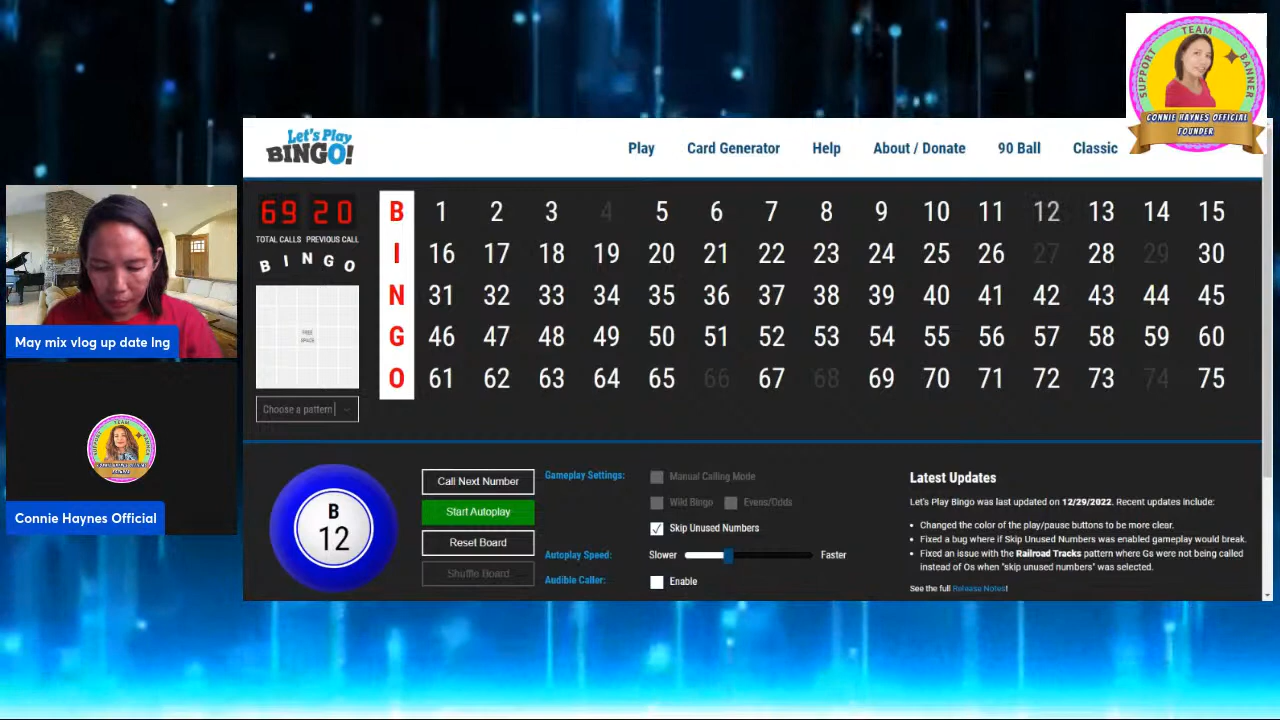 SUPPORT TEAM BANNER
CONNIE HAYNES OFFICIAL
FOUNDER
Let's Play
BINGO!
Play Card Generator Help About / Donate 90 Ball Classic
69 20
TOTAL CALLS PREVIOUS CALL
B I N G O
FREE
SPACE
Choose a pattern
B 1 2 3 4 5 6 7 8 9 10 11 12 13 14 15
I 16 17 18 19 20 21 22 23 24 25 26 27 28 29 30
N 31 32 33 34 35 36 37 38 39 40 41 42 43 44 45
G 46 47 48 49 50 51 52 53 54 55 56 57 58 59 60
O 61 62 63 64 65 66 67 68 69 70 71 72 73 74 75
May mix vlog up date lng
Connie Haynes Official
B
12
Call Next Number
Start Autoplay
Reset Board
Shuffle Board
Gameplay Settings:
Manual Calling Mode
Wild Bingo Evens/Odds
Skip Unused Numbers
Autoplay Speed: Slower Faster
Audible Caller: Enable
Latest Updates
Let's Play Bingo was last updated on 12/29/2022. Recent updates include:
Changed the color of the play/pause buttons to be more clear.
Fixed a bug where if Skip Unused Numbers was enabled gameplay would break.
Fixed an issue with the Railroad Tracks pattern where Gs were not being called
instead of Os when "skip unused numbers" was selected.
See the full Release Notes!